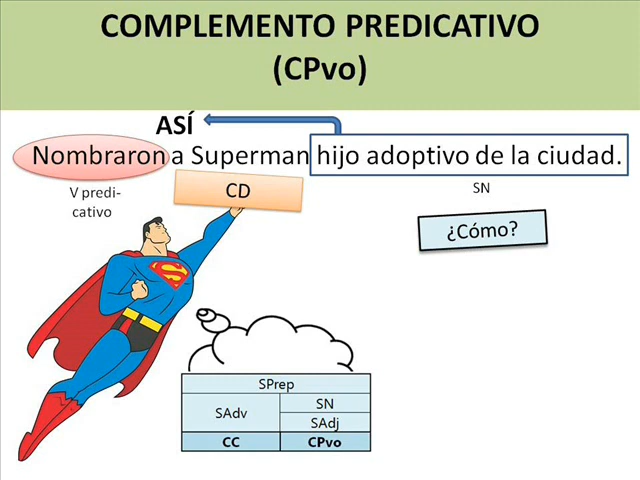 COMPLEMENTO PREDICATIVO
(CPvo)
ASÍ
Nombraron a Superman hijo adoptivo de la ciudad.
V predi-
cativo
CD
SN
¿Cómo?
S
SPrep
SAdv
SN
SAdj
CC CPvo